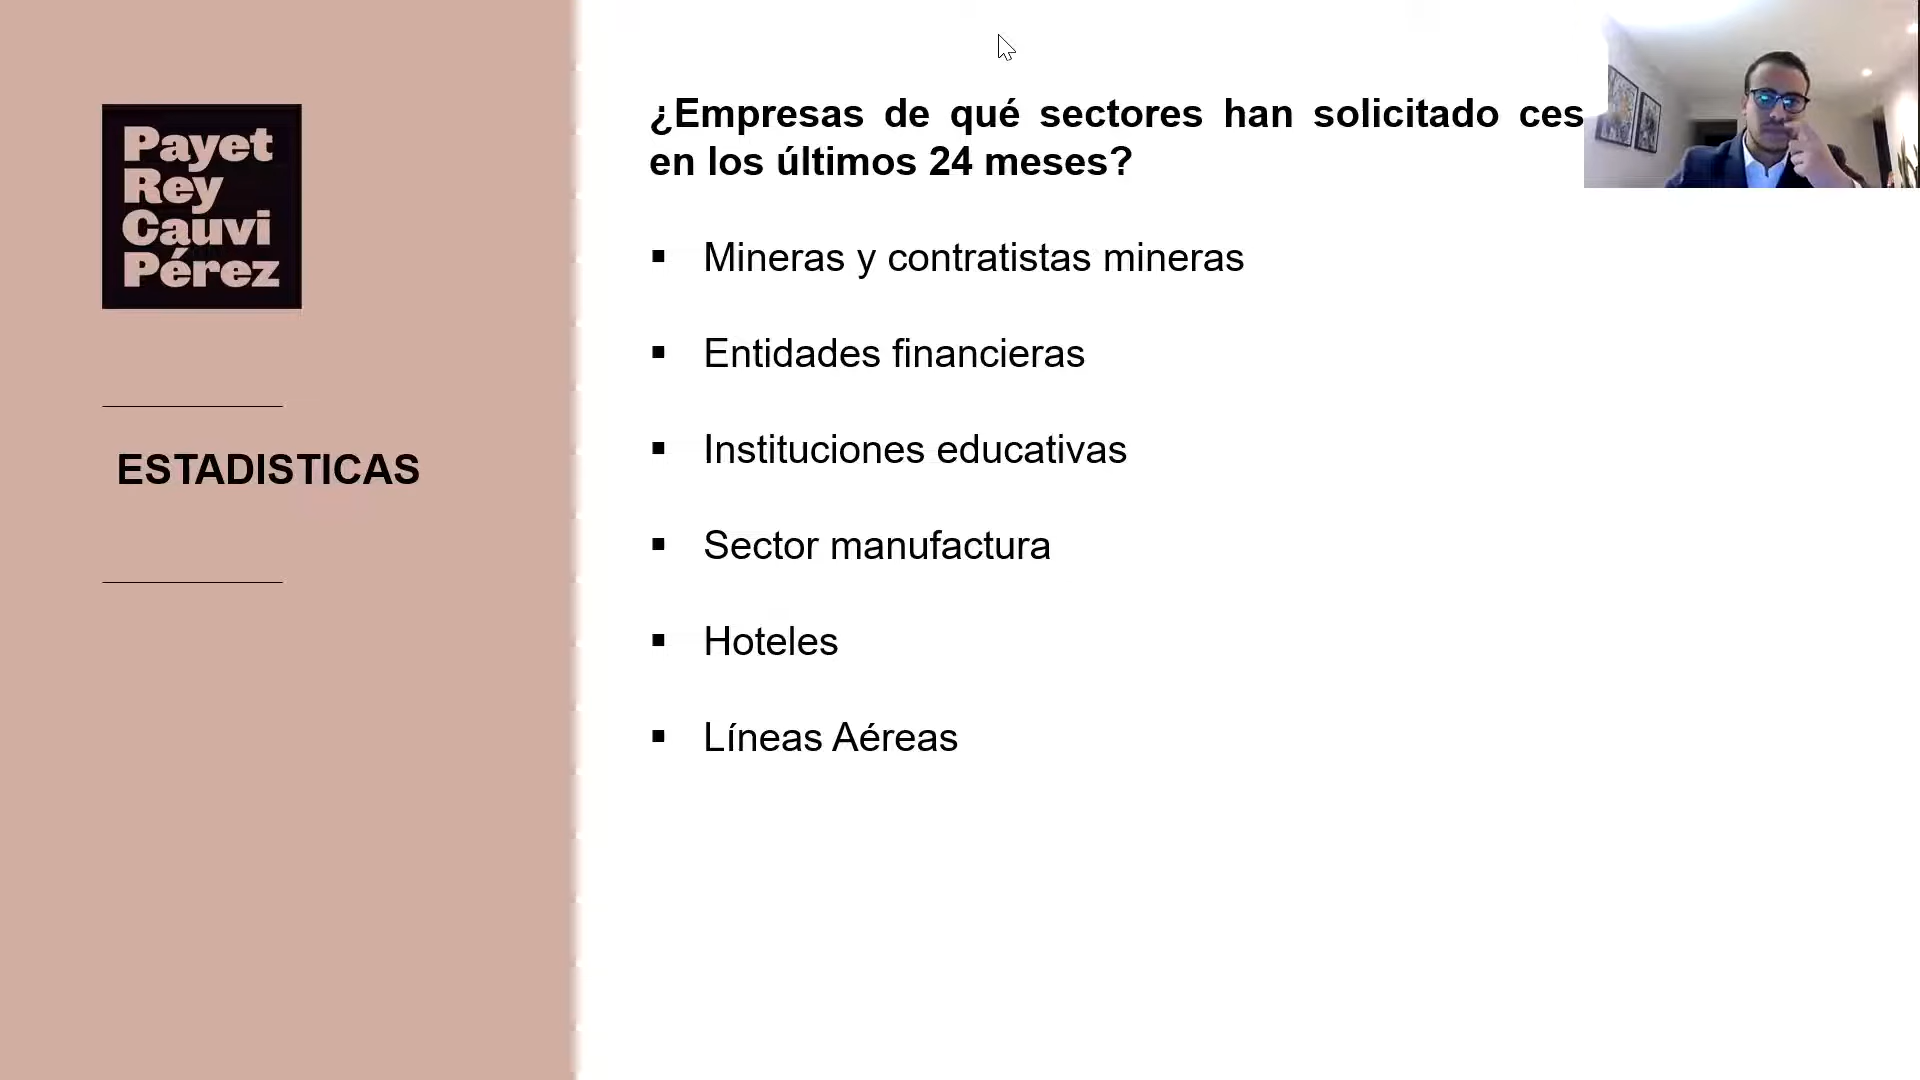 Payet
Rey
Cauvi
Pérez
ESTADISTICAS
¿Empresas de qué sectores han solicitado ces
en los últimos 24 meses?
▪ Mineras y contratistas mineras
▪ Entidades financieras
▪ Instituciones educativas
▪ Sector manufactura
▪ Hoteles
▪ Líneas Aéreas